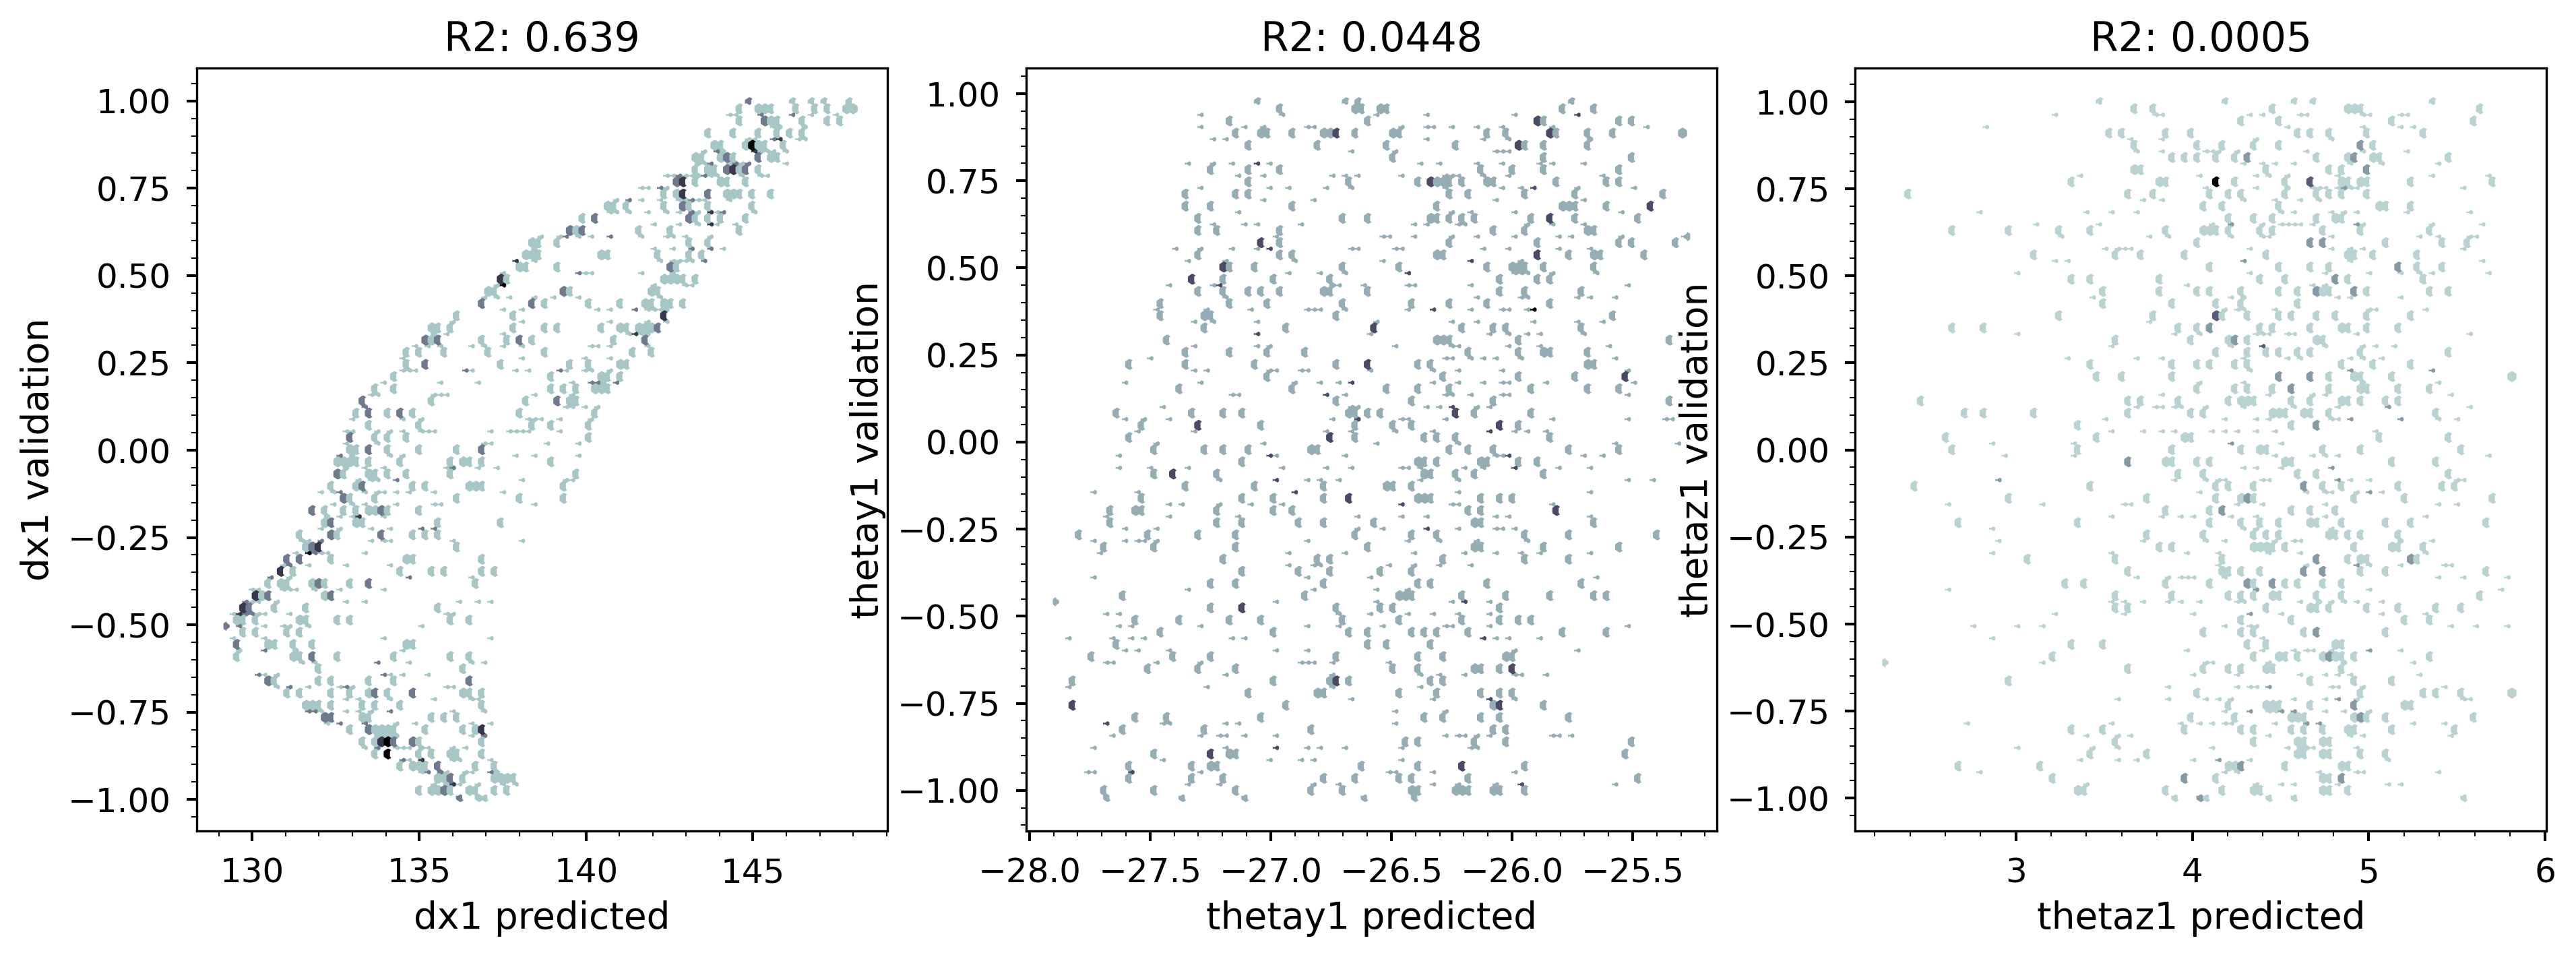 R2: 0.639
R2: 0.0448
R2: 0.0005
dx1 validation
1.00
0.75
0.50
0.25
0.00
−0.25
−0.50
−0.75
−1.00
130 135 140 145
dx1 predicted
thetay1 validation
1.00
0.75
0.50
0.25
0.00
−0.25
−0.50
−0.75
−1.00
−28.0 −27.5 −27.0 −26.5 −26.0 −25.5
thetay1 predicted
thetaz1 validation
1.00
0.75
0.50
0.25
0.00
−0.25
−0.50
−0.75
−1.00
3 4 5 6
thetaz1 predicted